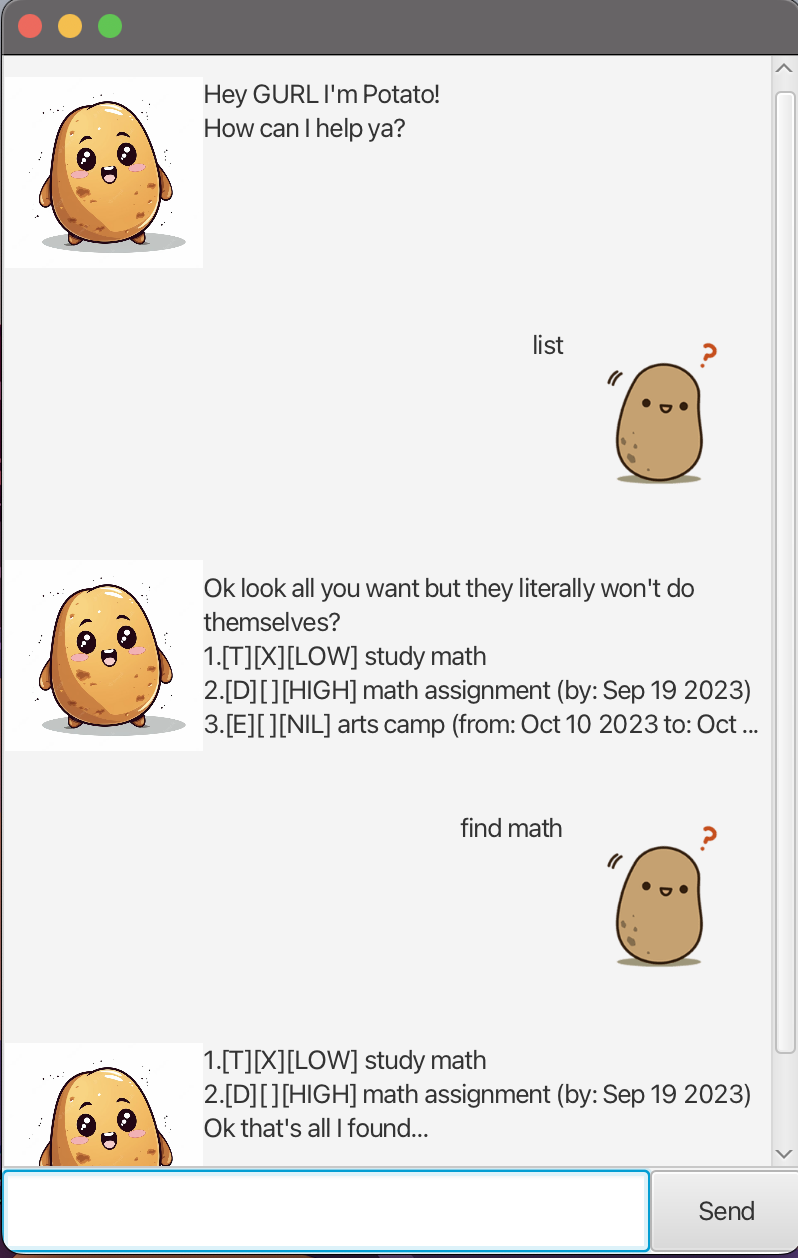 Hey GURL I'm Potato!
How can I help ya?
list
?
Ok look all you want but they literally won't do
themselves?
1.[T][X][LOW] study math
2.[D][ ][HIGH] math assignment (by: Sep 19 2023)
3.[E][ ][NIL] arts camp (from: Oct 10 2023 to: Oct ...
find math
?
1.[T][X][LOW] study math
2.[D][ ][HIGH] math assignment (by: Sep 19 2023)
Ok that's all I found...
Send